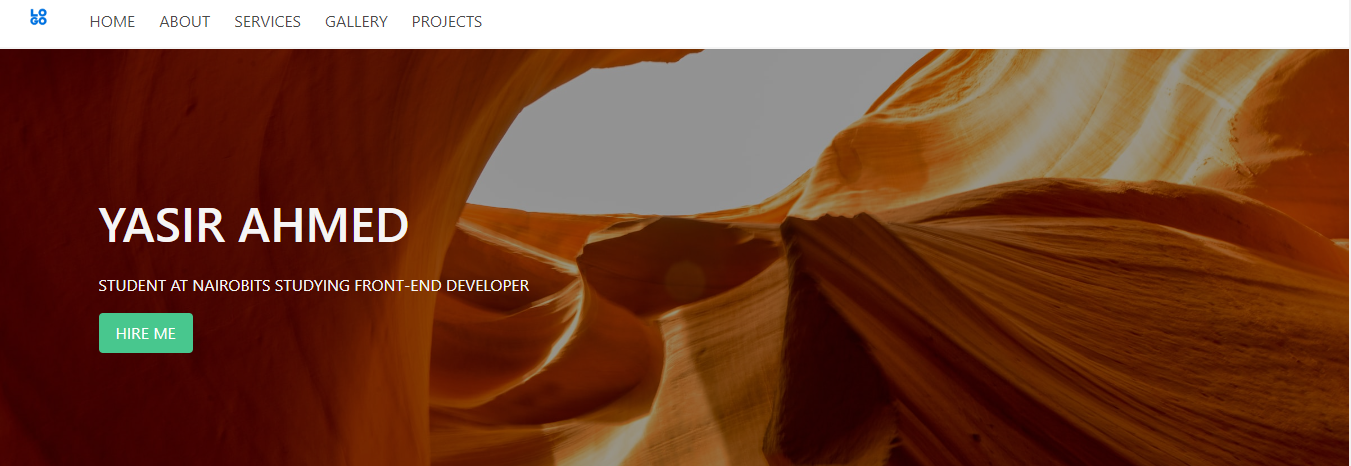 LO
GO
HOME ABOUT SERVICES GALLERY PROJECTS
YASIR AHMED
STUDENT AT NAIROBITS STUDYING FRONT-END DEVELOPER
HIRE ME